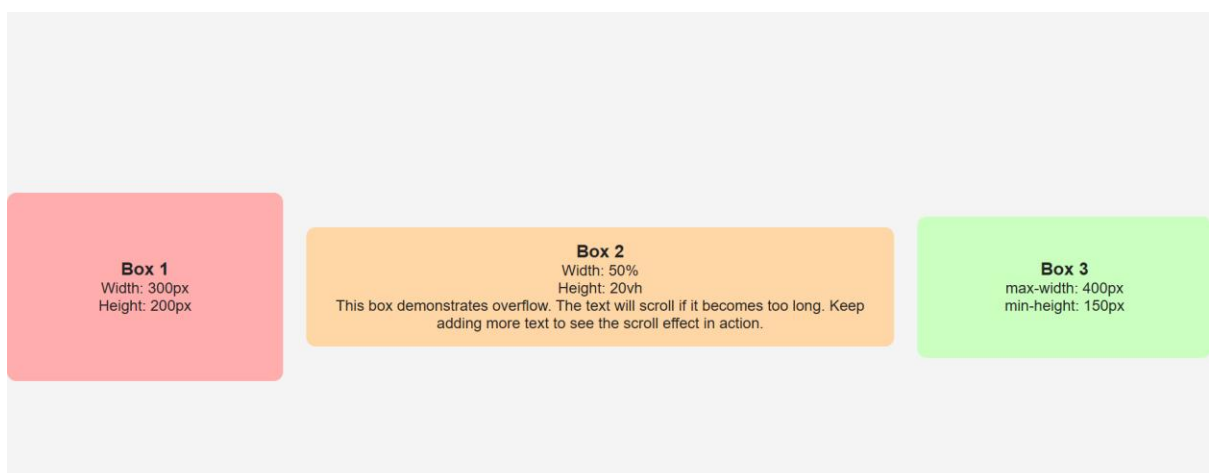 Box 1
Width: 300px
Height: 200px
Box 2
Width: 50%
Height: 20vh
This box demonstrates overflow. The text will scroll if it becomes too long. Keep
adding more text to see the scroll effect in action.
Box 3
max-width: 400px
min-height: 150px